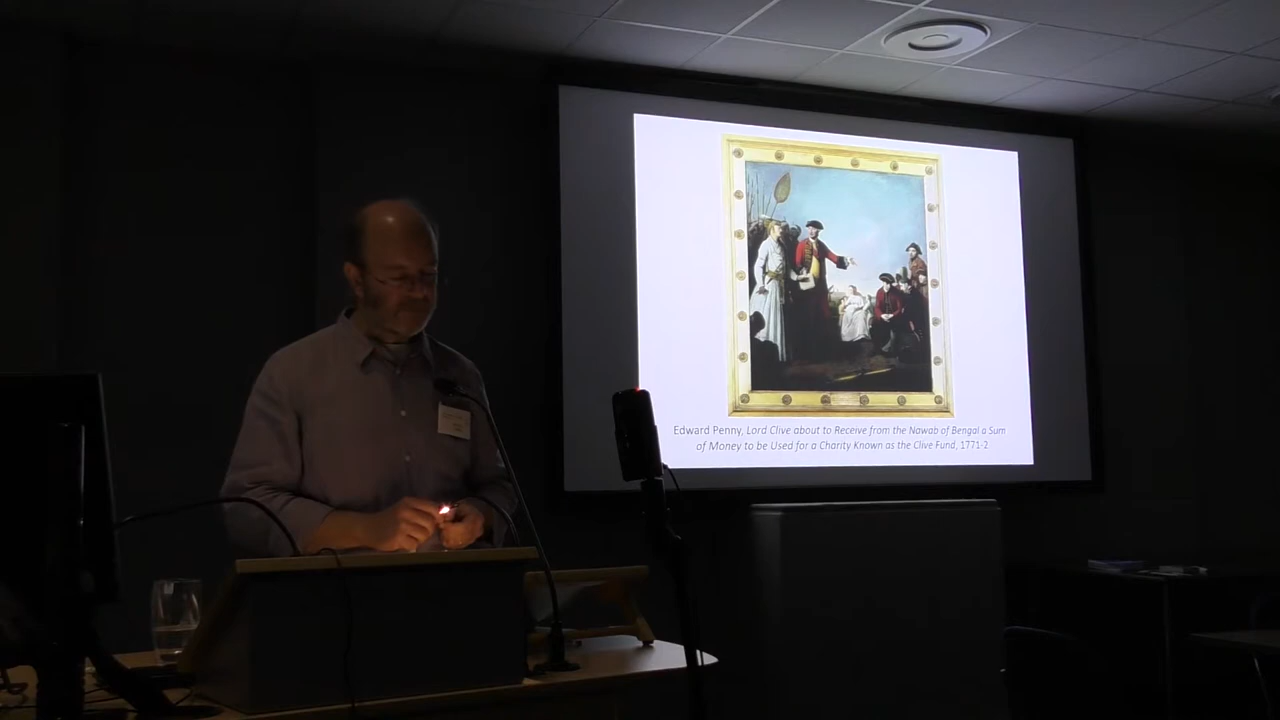 Edward Penny, Lord Clive about to Receive from the Nawab of Bengal a Sum
of Money to be Used for a Charity Known as the Clive Fund, 1771-2